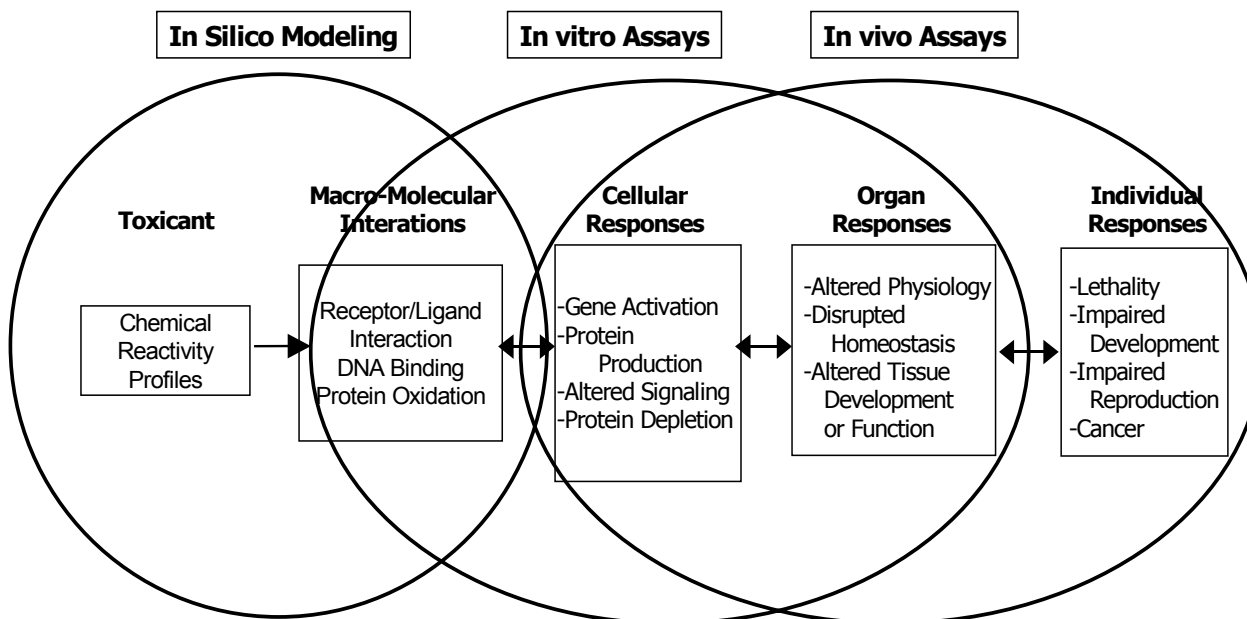 In Silico Modeling
In vitro Assays
In vivo Assays
Toxicant
Chemical
Reactivity
Profiles
Macro-Molecular
Interations
Receptor/Ligand
Interaction
DNA Binding
Protein Oxidation
Cellular
Responses
-Gene Activation
-Protein
Production
-Altered Signaling
-Protein Depletion
Organ
Responses
-Altered Physiology
-Disrupted
Homeostasis
-Altered Tissue
Development
or Function
Individual
Responses
-Lethality
-Impaired
Development
-Impaired
Reproduction
-Cancer